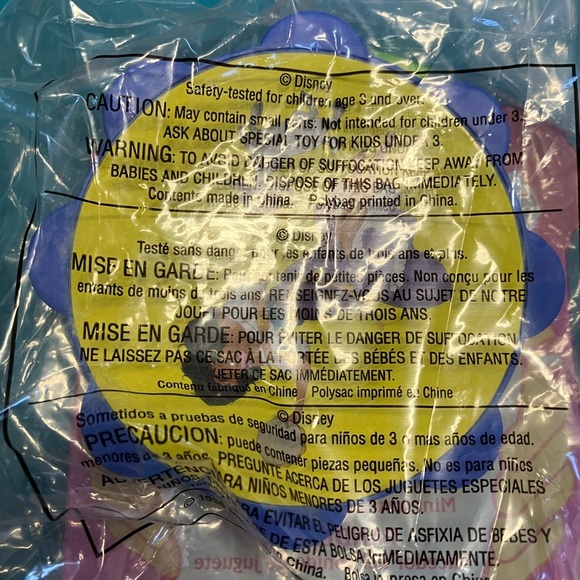 © Disney
Safety-tested for children age 3 and over.
CAUTION: May contain small parts. Not intended for children under 3.
ASK ABOUT SPECIAL TOY FOR KIDS UNDER 3.
WARNING: TO AVOID DANGER OF SUFFOCATION KEEP AWAY FROM
BABIES AND CHILDREN. DISPOSE OF THIS BAG IMMEDIATELY.
Contents made in China. Polybag printed in China.
© Disney
Testé sans danger pour les enfants de trois ans et plus.
MISE EN GARDE: Peut contenir de petites pièces. Non conçu pour les
enfants de moins de trois ans. RENSEIGNEZ-VOUS AU SUJET DE NOTRE
JOUET POUR LES MOINS DE TROIS ANS.
MISE EN GARDE: POUR ÉVITER LE DANGER DE SUFFOCATION
NE LAISSEZ PAS CE SAC À LA PORTÉE DES BÉBÉS ET DES ENFANTS.
JETER CE SAC IMMÉDIATEMENT.
Contenu fabriqué en Chine Polysac imprimé en Chine
© Disney
Sometidos a pruebas de seguridad para niños de 3 o mas años de edad.
PRECAUCION: puede contener piezas pequeñas. No es para niños
menores de 3 años. PREGUNTE ACERCA DE LOS JUGUETES ESPECIALES
PARA NIÑOS MENORES DE 3 AÑOS.
PARA EVITAR EL PELIGRO DE ASFIXIA DE BEBES Y
DE ESTA BOLSA IMMEDIATAMENTE.
China. Bolsa impresa en China.
de juguete